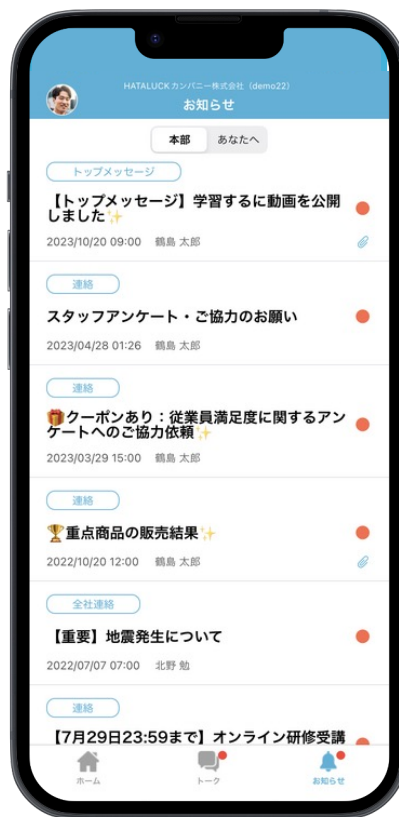 HATALUCKカンパニー株式会社（demo22）
お知らせ
本部 あなたへ
トップメッセージ
【トップメッセージ】学習するに動画を公開
しました✨
2023/10/20 09:00 鶴島 太郎
連絡
スタッフアンケート・ご協力のお願い
2023/04/28 01:26 鶴島 太郎
連絡
🎁クーポンあり：従業員満足度に関するアン
ケートへのご協力依頼✨
2023/03/29 15:00 鶴島 太郎
連絡
🏆重点商品の販売結果✨
2022/10/20 12:00 鶴島 太郎
全社連絡
【重要】地震発生について
2022/07/07 07:00 北野 勉
連絡
【7月29日23:59まで】オンライン研修受講
ホーム トーク お知らせ